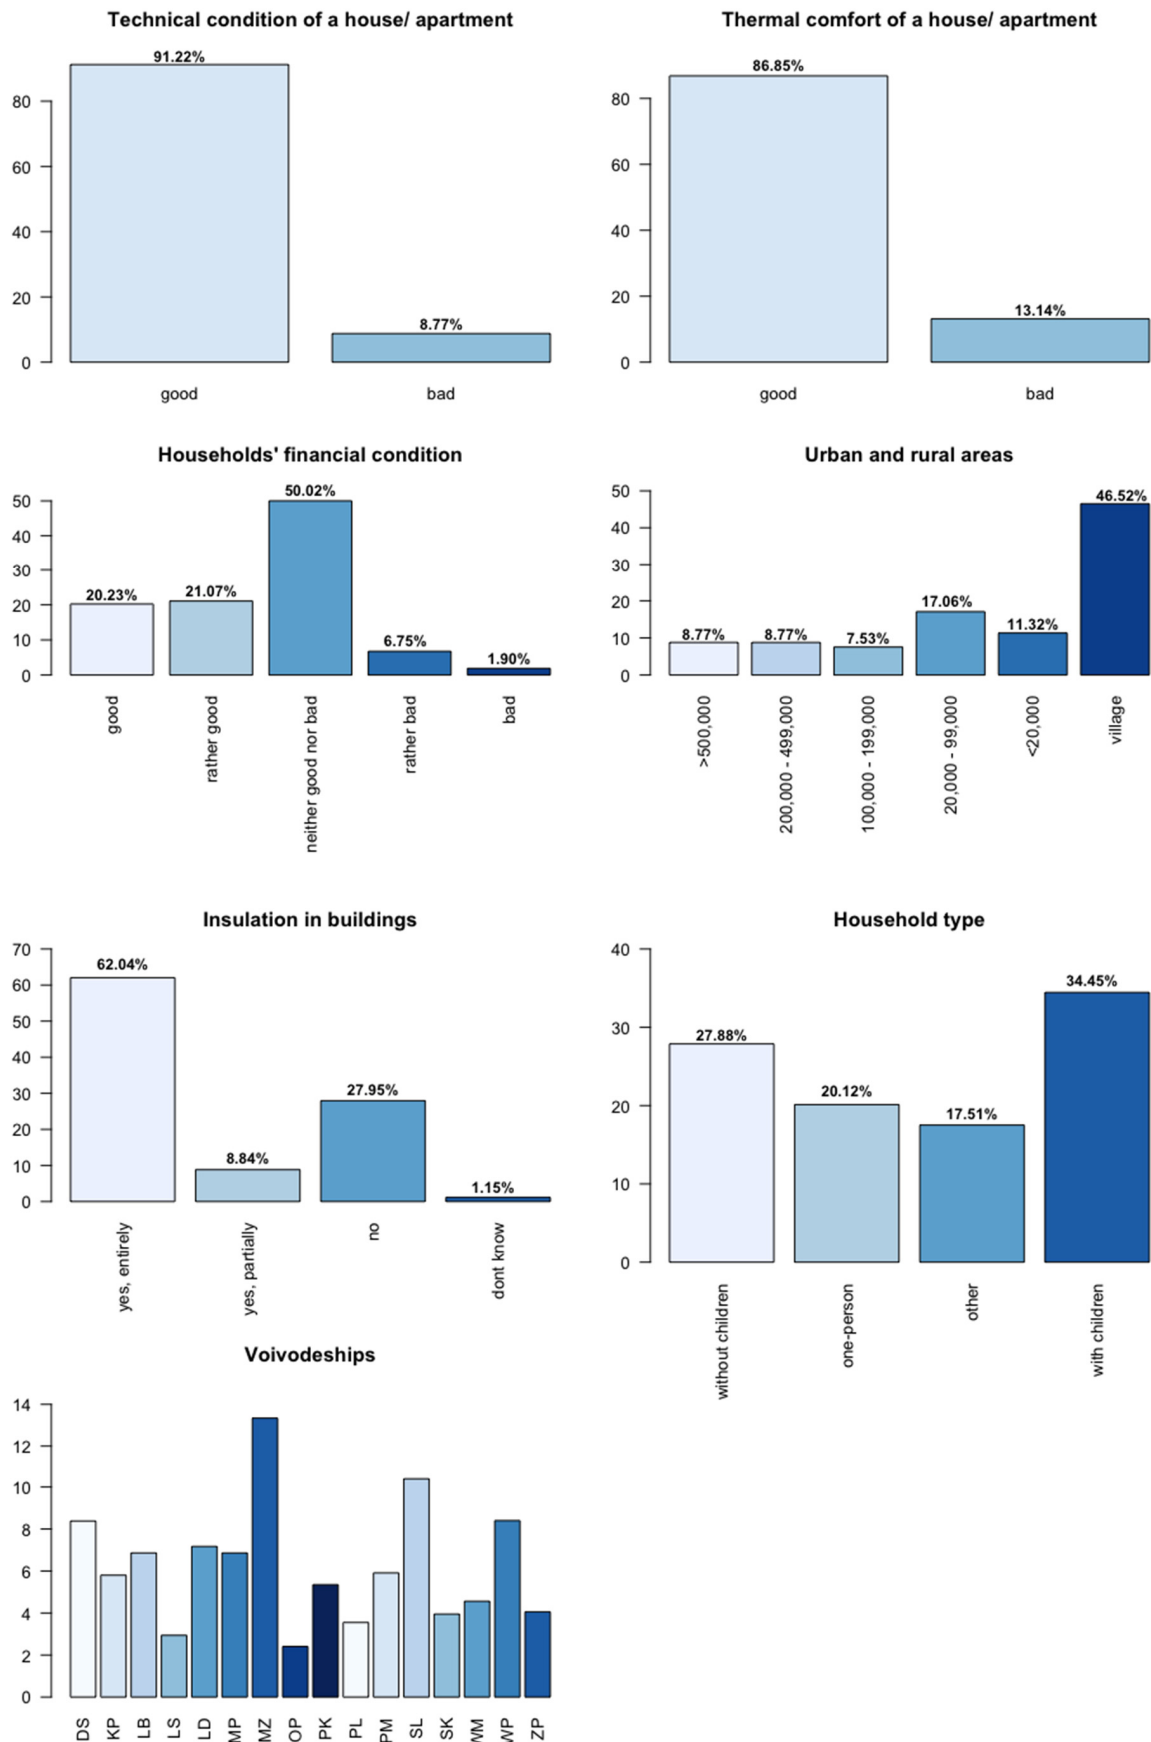 Technical condition of a house/ apartment
91.22%
80
60
40
20
0
8.77%
good
bad
Thermal comfort of a house/ apartment
86.85%
80
60
40
20
0
13.14%
good
bad
Households' financial condition
50
40
30
20
10
0
20.23%
21.07%
50.02%
6.75%
1.90%
good
rather good
neither good nor bad
rather bad
bad
Urban and rural areas
50
40
30
20
10
0
8.77%
8.77%
7.53%
17.06%
11.32%
46.52%
>500,000
200,000 - 499,000
100,000 - 199,000
20,000 - 99,000
<20,000
village
Insulation in buildings
70
60
50
40
30
20
10
0
62.04%
8.84%
27.95%
1.15%
yes, entirely
yes, partially
no
dont know
Household type
40
30
20
10
0
27.88%
20.12%
17.51%
34.45%
without children
one-person
other
with children
Voivodeships
14
12
10
8
6
4
2
0
DS
KP
LB
LS
LD
MP
MZ
OP
PK
PL
PM
SL
SK
WM
WP
ZP